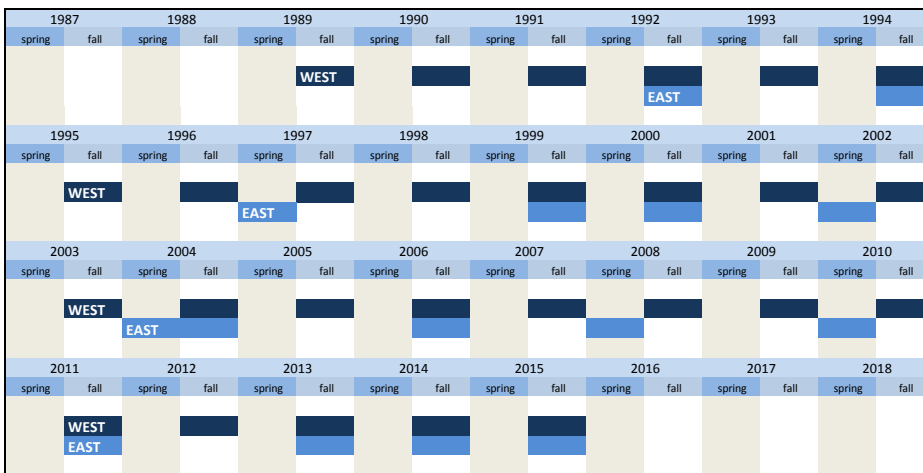 1987 1988 1989 1990 1991 1992 1993 1994
spring fall spring fall spring fall spring fall spring fall spring fall spring fall spring fall
WEST
EAST
1995 1996 1997 1998 1999 2000 2001 2002
spring fall spring fall spring fall spring fall spring fall spring fall spring fall spring fall
WEST
EAST
2003 2004 2005 2006 2007 2008 2009 2010
spring fall spring fall spring fall spring fall spring fall spring fall spring fall spring fall
WEST
EAST
2011 2012 2013 2014 2015 2016 2017 2018
spring fall spring fall spring fall spring fall spring fall spring fall spring fall spring fall
WEST
EAST